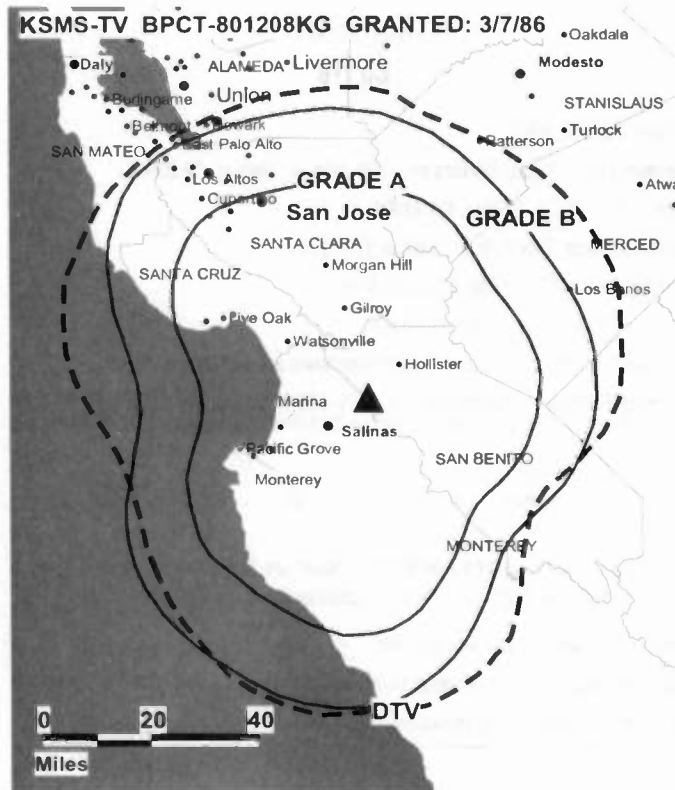 KSMS-TV BPCT-801208KG GRANTED: 3/7/86
Oakdale
Daly
ALAMEDA
Livermore
Modesto
Burlingame
Union
STANISLAUS
Belmont
Newark
Turlock
Patterson
East Palo Alto
SAN MATEO
Los Altos
GRADE A
Atwa
Cupertino
San Jose
GRADE B
SANTA CLARA
MERCED
Morgan Hill
SANTA CRUZ
Los Banos
Live Oak
Gilroy
Watsonville
Hollister
Marina
Salinas
Pacific Grove
SAN BENITO
Monterey
MONTEREY
DTV
0 20 40
Miles